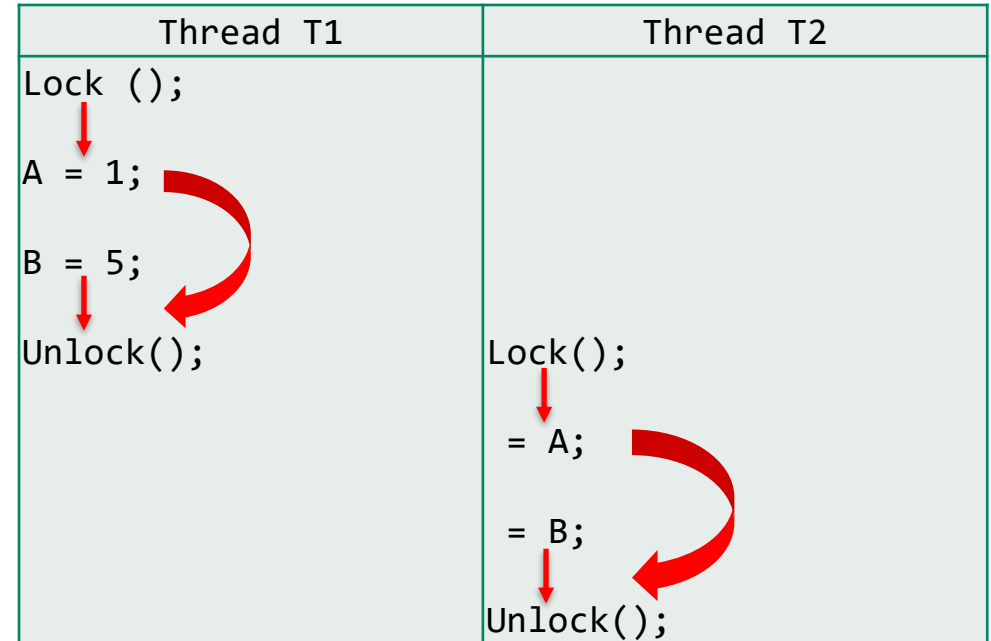 Thread T1
Thread T2
Lock ();
A = 1;
B = 5;
Unlock();
Lock();
= A;
= B;
Unlock();